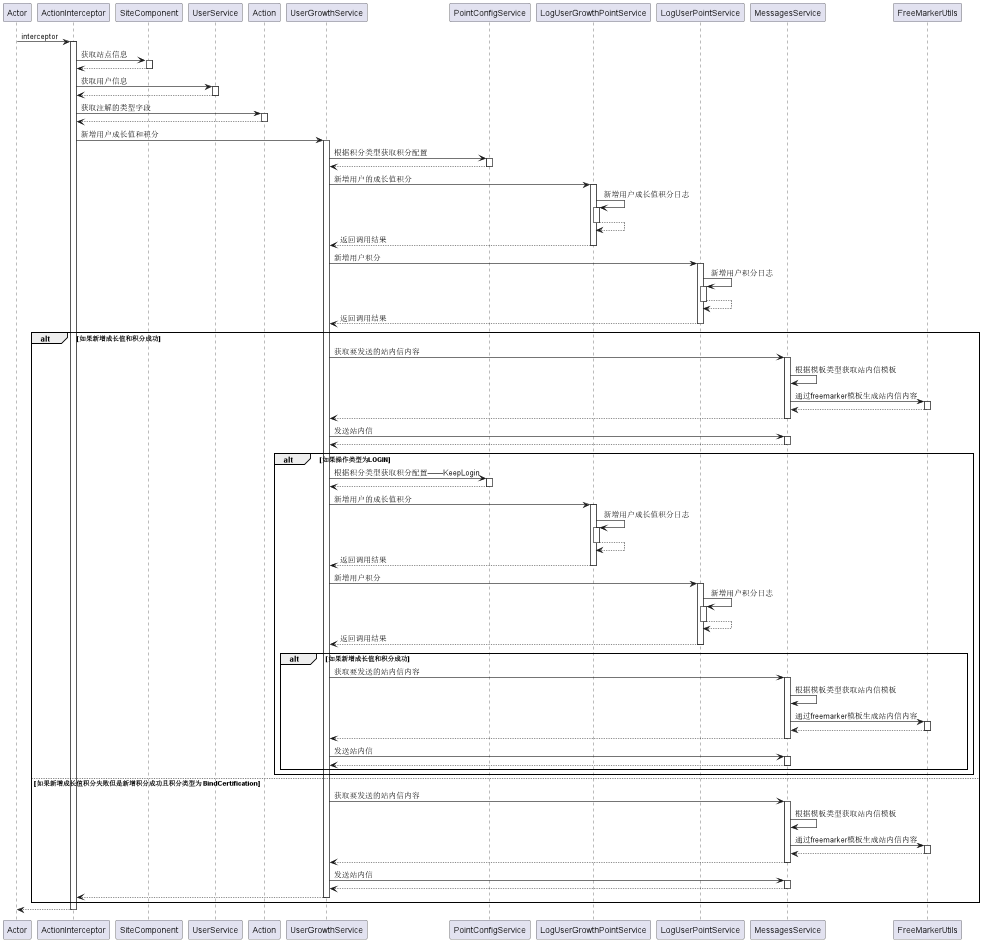 Actor ActionInterceptor SiteComponent UserService Action UserGrowthService PointConfigService LogUserGrowthPointService LogUserPointService MessagesService FreeMarkerUtils
interceptor
获取站点信息
获取用户信息
获取注解的类型字段
新增用户成长值和积分
根据积分类型获取积分配置
新增用户的成长值积分
新增用户成长值积分日志
返回调用结果
新增用户积分
新增用户积分日志
返回调用结果
alt [如果新增成长值和积分成功]
获取要发送的站内信内容
根据模板类型获取站内信模板
通过freemarker模板生成站内信内容
发送站内信
alt [如果操作类型为LOGIN]
根据积分类型获取积分配置——KeepLogin
新增用户的成长值积分
新增用户成长值积分日志
返回调用结果
新增用户积分
新增用户积分日志
返回调用结果
alt [如果新增成长值和积分成功]
获取要发送的站内信内容
根据模板类型获取站内信模板
通过freemarker模板生成站内信内容
发送站内信
[如果新增成长值积分失败但是新增积分成功且积分类型为 BindCertification]
获取要发送的站内信内容
根据模板类型获取站内信模板
通过freemarker模板生成站内信内容
发送站内信
Actor ActionInterceptor SiteComponent UserService Action UserGrowthService PointConfigService LogUserGrowthPointService LogUserPointService MessagesService FreeMarkerUtils